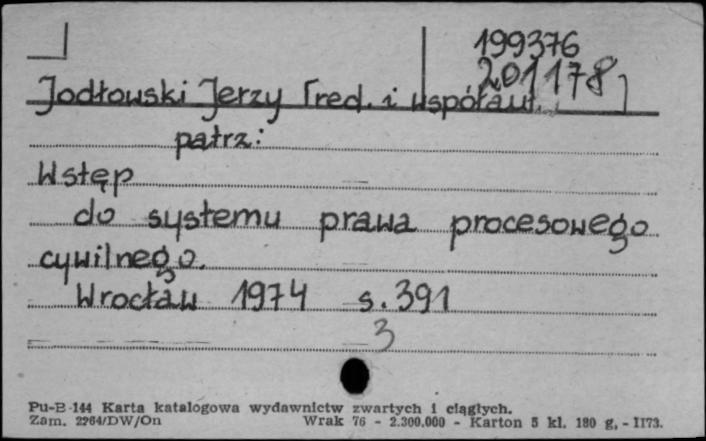 199376
201178
Jodłowski Jerzy [red. i współaut.]
patrz:
Wstęp
do systemu prawa procesowego
cywilnego.
Wrocław 1974 s. 391
3
Pu-B-144 Karta katalogowa wydawnictw zwartych i ciągłych.
Zam. 2264/DW/On Wrak 76 - 2.300.000 - Karton 5 kl. 180 g, - II73.